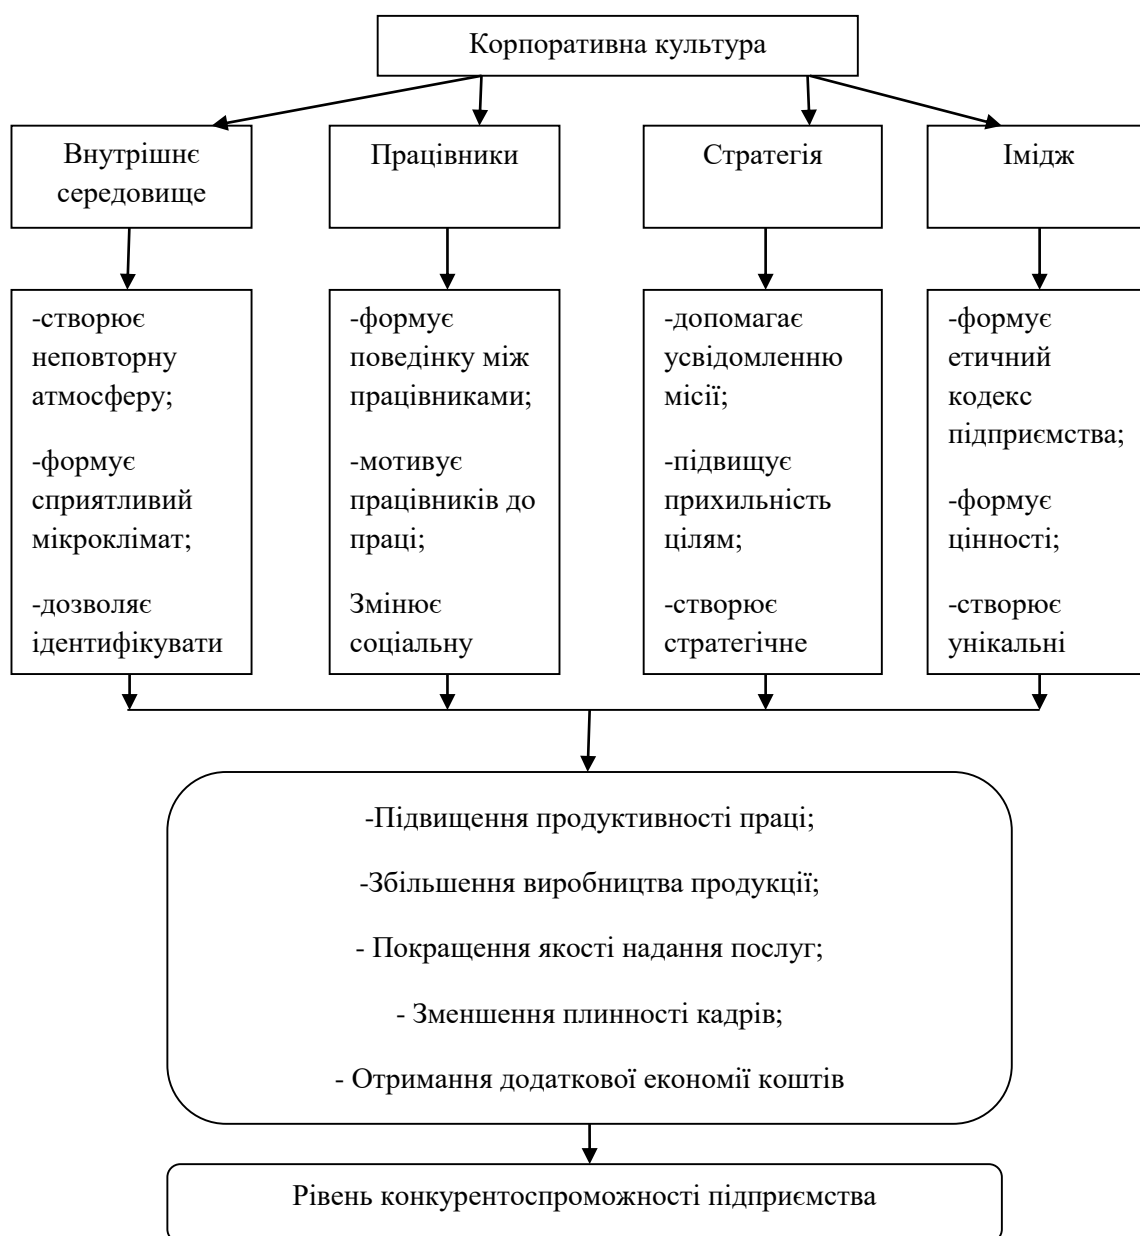 Корпоративна культура
Внутрішнє
середовище
Працівники
Стратегія
Імідж
-створює
неповторну
атмосферу;
-формує
сприятливий
мікроклімат;
-дозволяє
ідентифікувати
-формує
поведінку між
працівниками;
-мотивує
працівників до
праці;
Змінює
соціальну
-допомагає
усвідомленню
місії;
-підвищує
прихильність
цілям;
-створює
стратегічне
-формує
етичний
кодекс
підприємства;
-формує
цінності;
-створює
унікальні
-Підвищення продуктивності праці;
-Збільшення виробництва продукції;
- Покращення якості надання послуг;
- Зменшення плинності кадрів;
- Отримання додаткової економії коштів
Рівень конкурентоспроможності підприємства